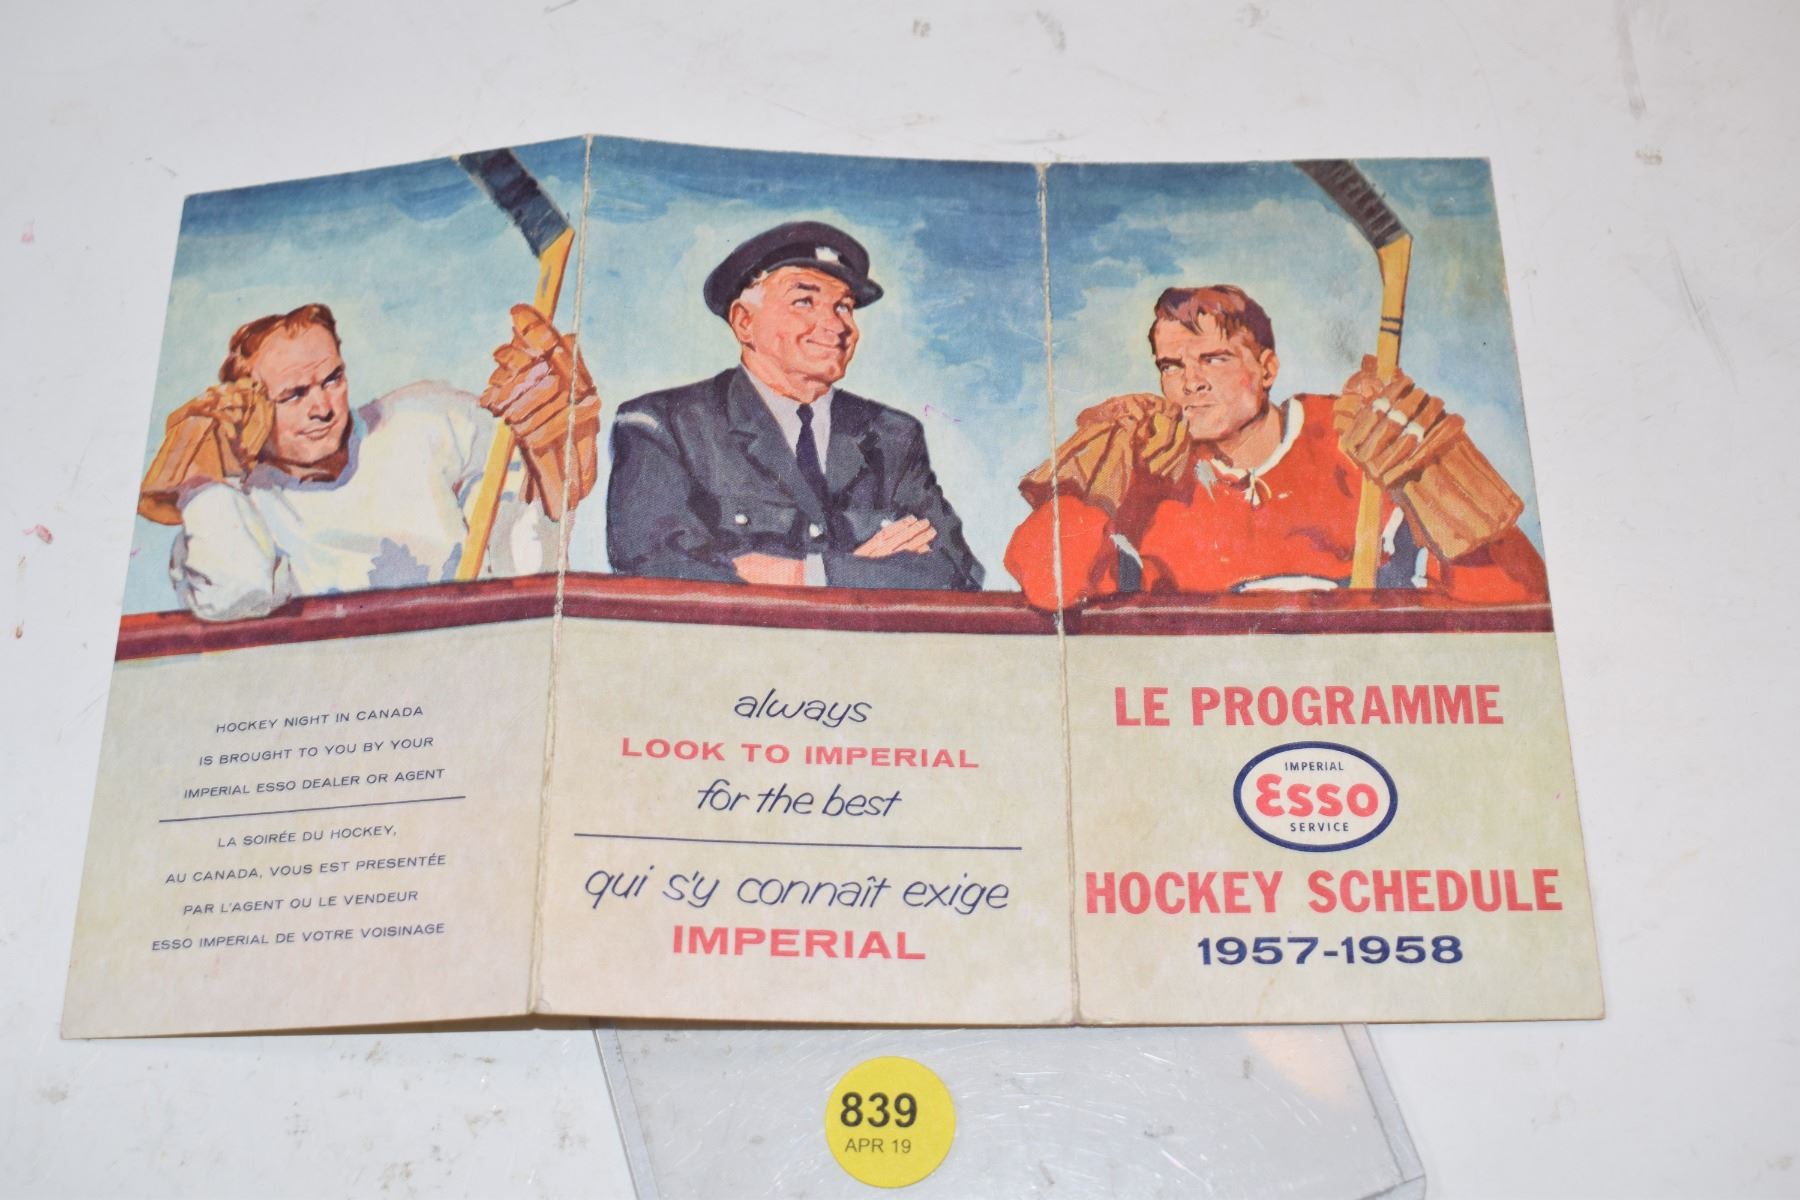 HOCKEY NIGHT IN CANADA
IS BROUGHT TO YOU BY YOUR
IMPERIAL ESSO DEALER OR AGENT
LA SOIRÉE DU HOCKEY,
AU CANADA, VOUS EST PRESENTÉE
PAR L'AGENT OU LE VENDEUR
ESSO IMPERIAL DE VOTRE VOISINAGE
always
LOOK TO IMPERIAL
for the best
qui s'y connaît exige
IMPERIAL
LE PROGRAMME
IMPERIAL
Esso
SERVICE
HOCKEY SCHEDULE
1957-1958
839
APR 19